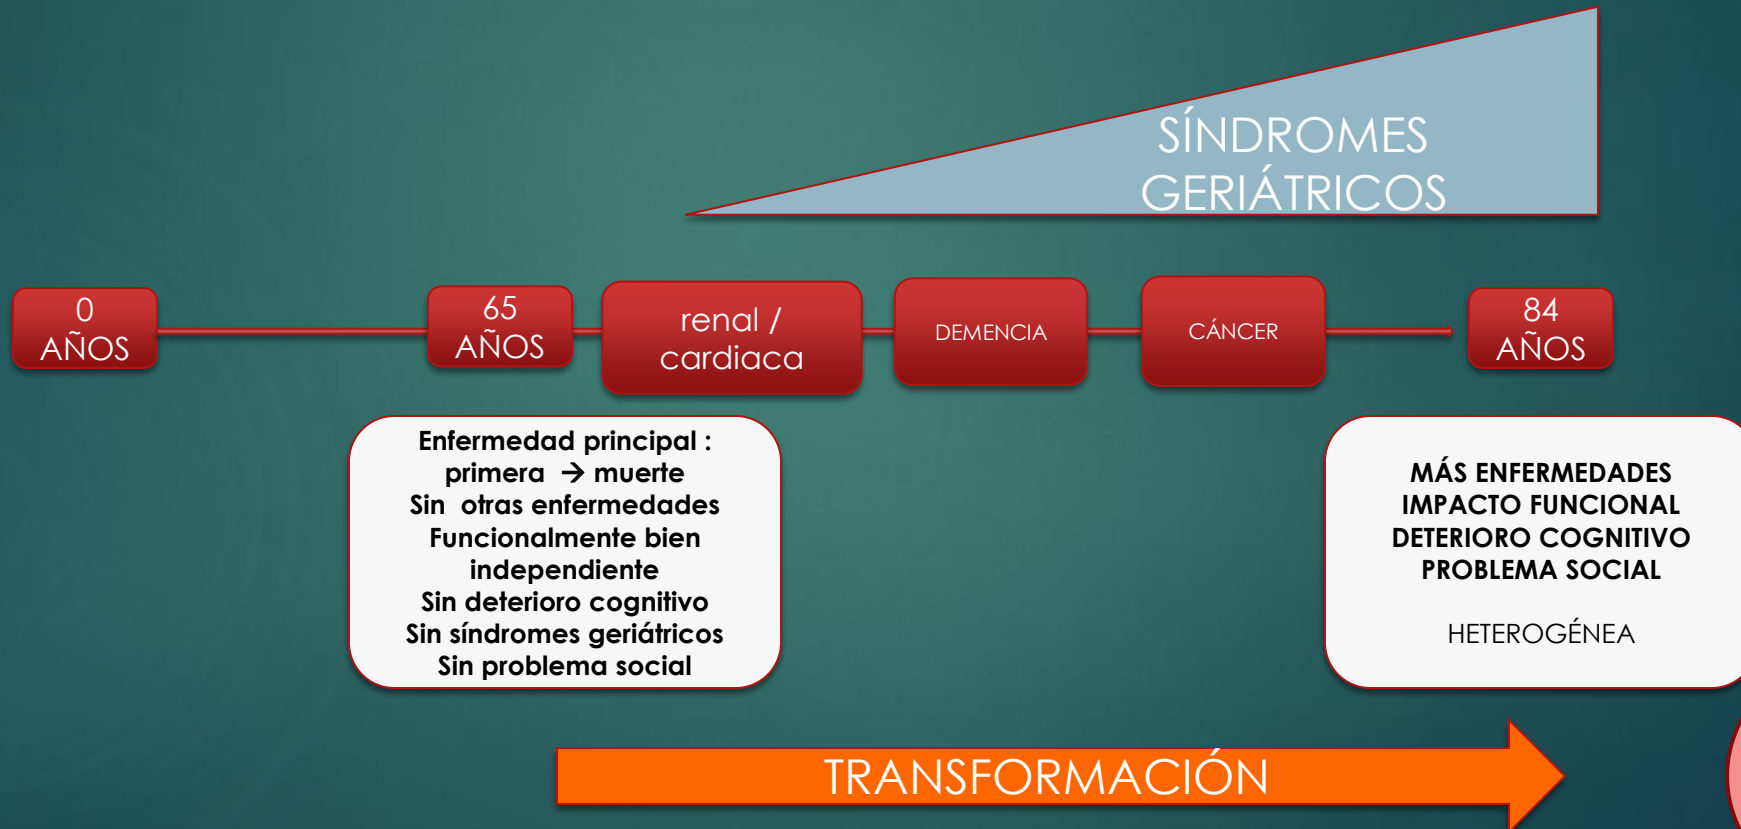 SÍNDROMES
GERIÁTRICOS
0
AÑOS
65
AÑOS
renal /
cardiaca
DEMENCIA
CÁNCER
84
AÑOS
Enfermedad principal :
primera → muerte
Sin otras enfermedades
Funcionalmente bien
independiente
Sin deterioro cognitivo
Sin síndromes geriátricos
Sin problema social
MÁS ENFERMEDADES
IMPACTO FUNCIONAL
DETERIORO COGNITIVO
PROBLEMA SOCIAL
HETEROGÉNEA
TRANSFORMACIÓN